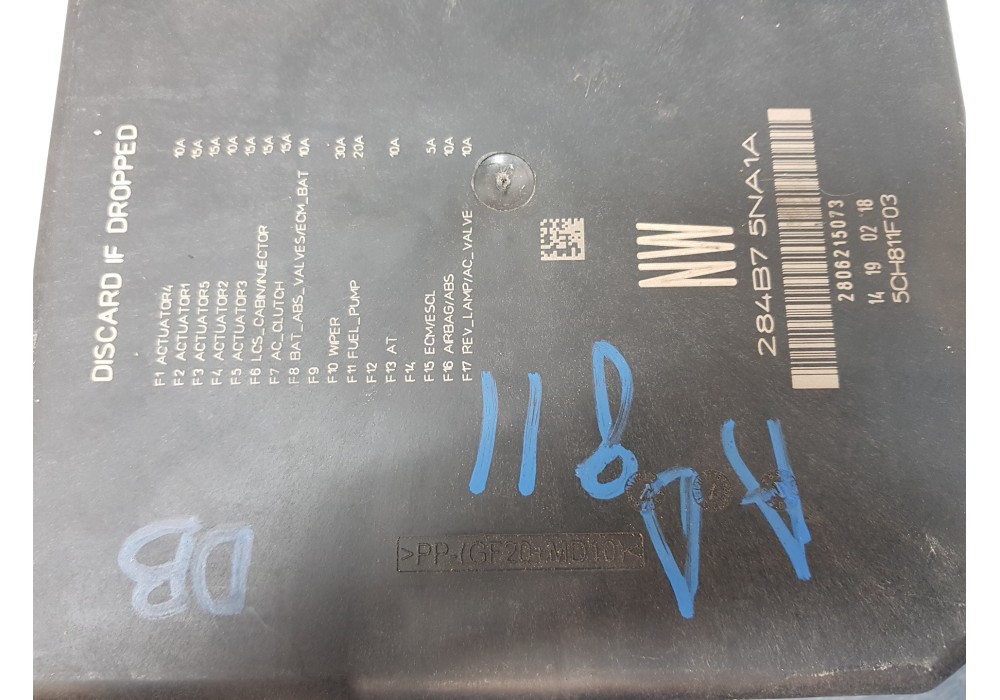 DISCARD IF DROPPED
F1 ACTUATOR4 10A
F2 ACTUATOR1 15A
F3 ACTUATOR5 15A
F4 ACTUATOR2 10A
F5 ACTUATOR3 15A
F6 LCS_CABIN/INJECTOR 15A
F7 AC_CLUTCH 15A
F8 BAT_ABS_VALVES/ECM_BAT 10A
F9
F10 WIPER 30A
F11 FUEL_PUMP 20A
F12
F13 AT 10A
F14
F15 ECM/ESCL 5A
F16 AIRBAG/ABS 10A
F17 REV_LAMP/AC_VALVE 10A
NW
284B7 5NA1A
2806215073
14 19 02 18
5CH811F03
DB
811
AD
>PP-(GF20+MD10)<